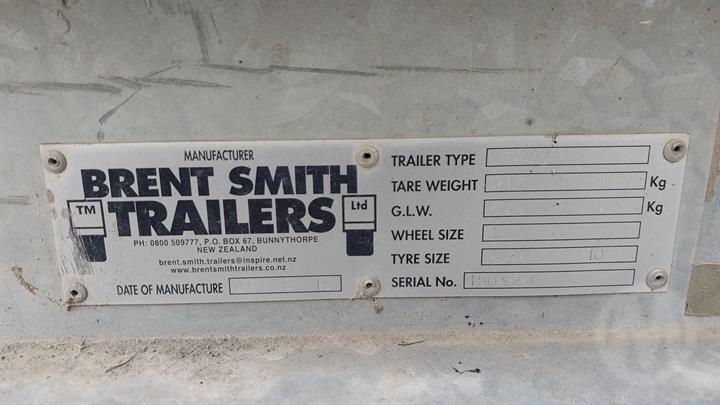 MANUFACTURER
BRENT SMITH
TM TRAILERS Ltd
PH: 0800 509777, P.O. BOX 67, BUNNYTHORPE
NEW ZEALAND
brent.smith.trailers@inspire.net.nz
www.brentsmithtrailers.co.nz
DATE OF MANUFACTURE
TRAILER TYPE
TARE WEIGHT Kg
G.L.W. Kg
WHEEL SIZE
TYRE SIZE
SERIAL No.